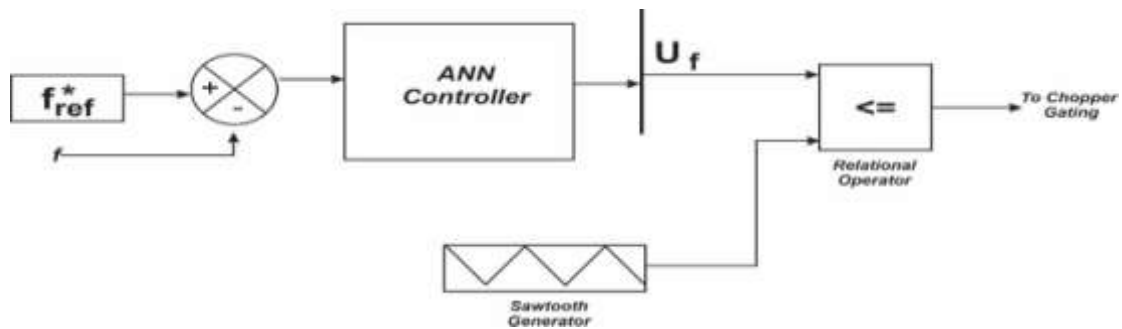 ANN
Controller
U f
f*ref
+
-
f
<=
To Chopper
Gating
Relational
Operator
Sawtooth
Generator